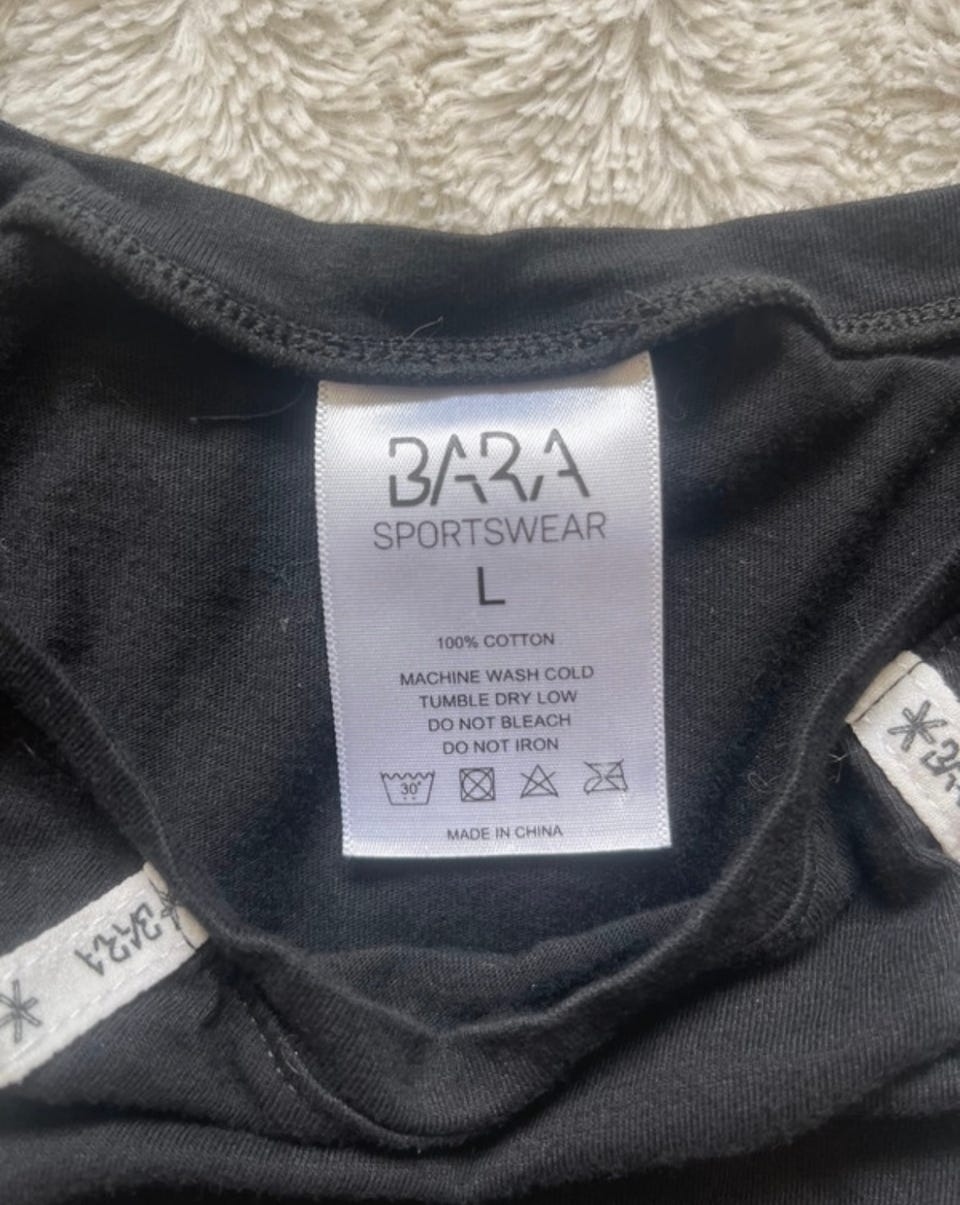 BARA
SPORTSWEAR
L
100% COTTON
MACHINE WASH COLD
TUMBLE DRY LOW
DO NOT BLEACH
DO NOT IRON
30°
MADE IN CHINA
BARA